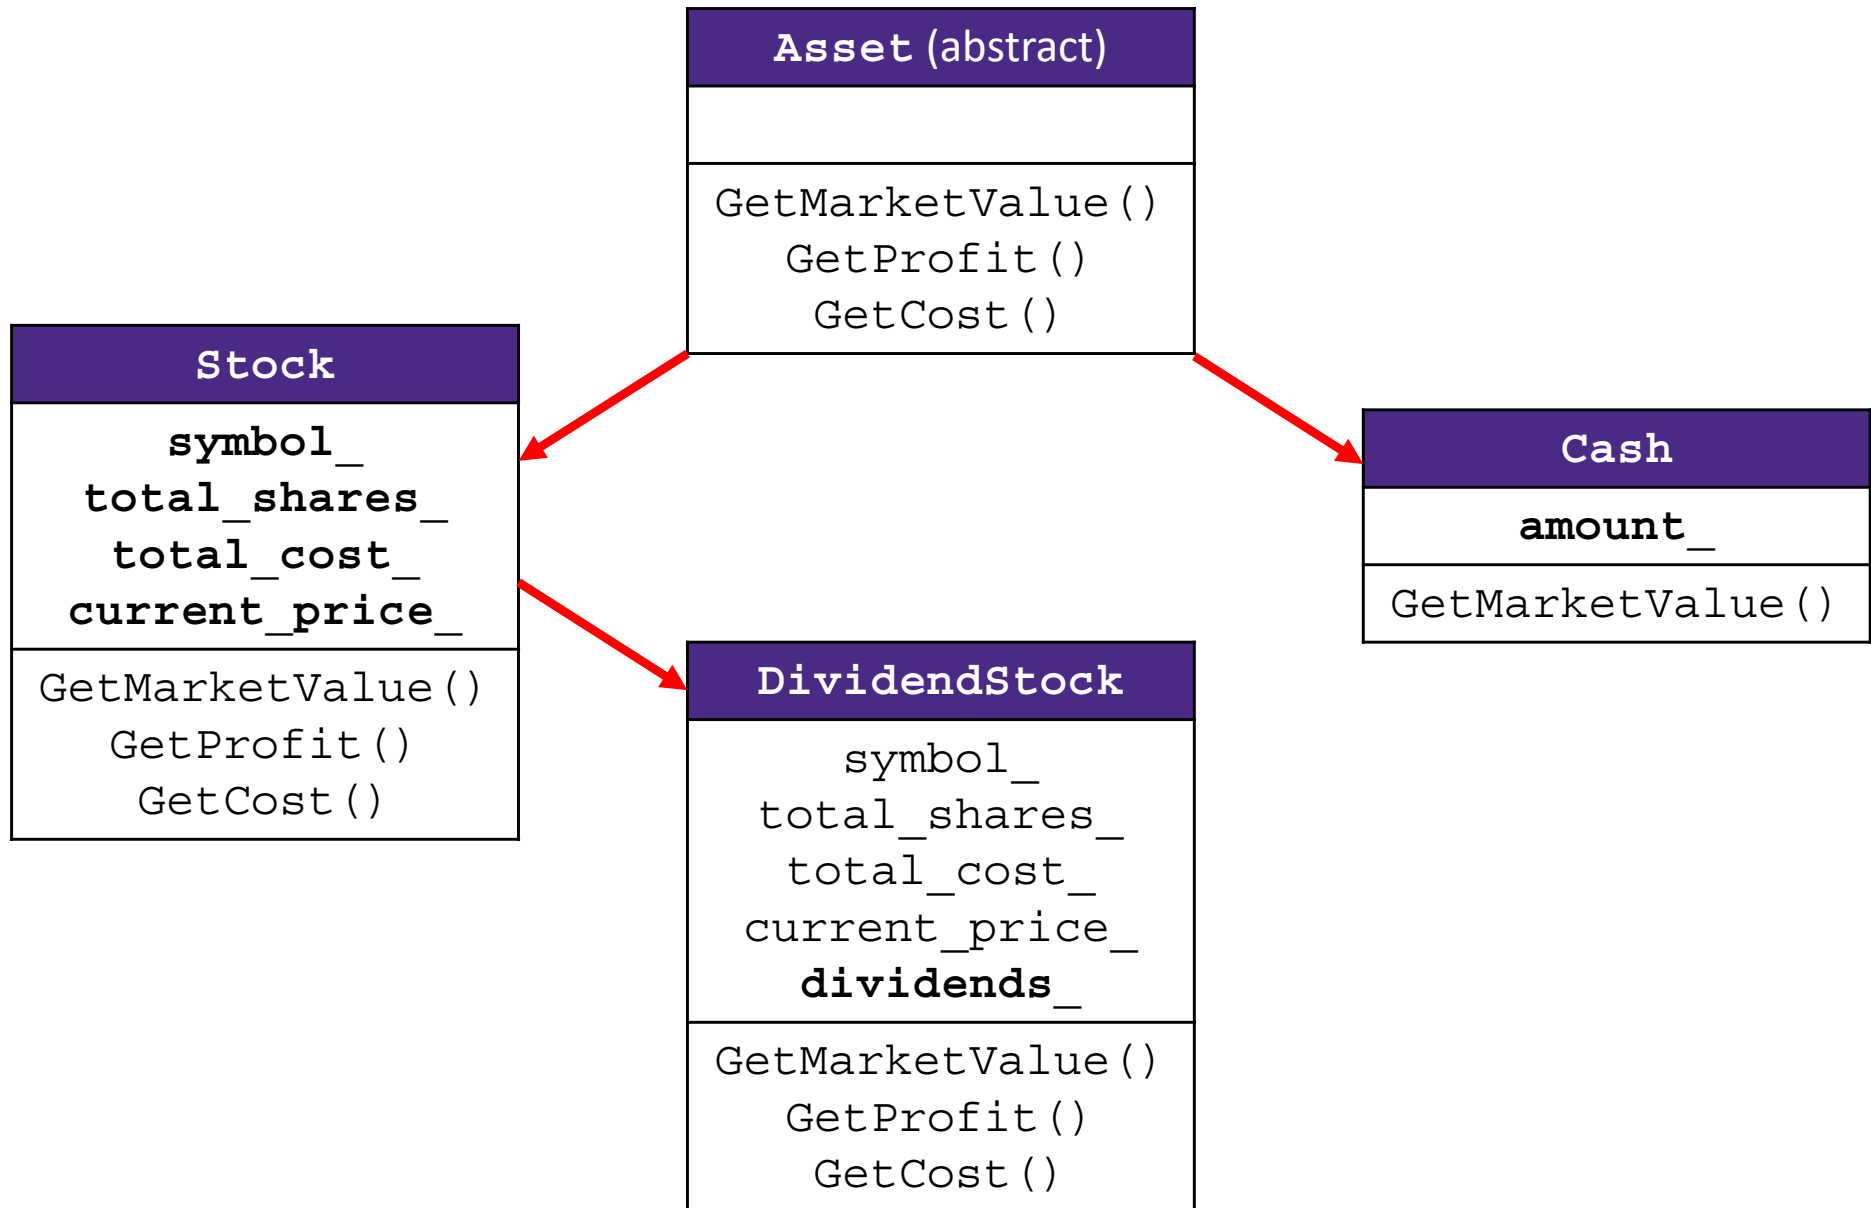 Asset (abstract)
GetMarketValue()
GetProfit()
GetCost()
Stock
symbol_
total_shares_
total_cost_
current_price_
GetMarketValue()
GetProfit()
GetCost()
Cash
amount_
GetMarketValue()
DividendStock
symbol_
total_shares_
total_cost_
current_price_
dividends_
GetMarketValue()
GetProfit()
GetCost()